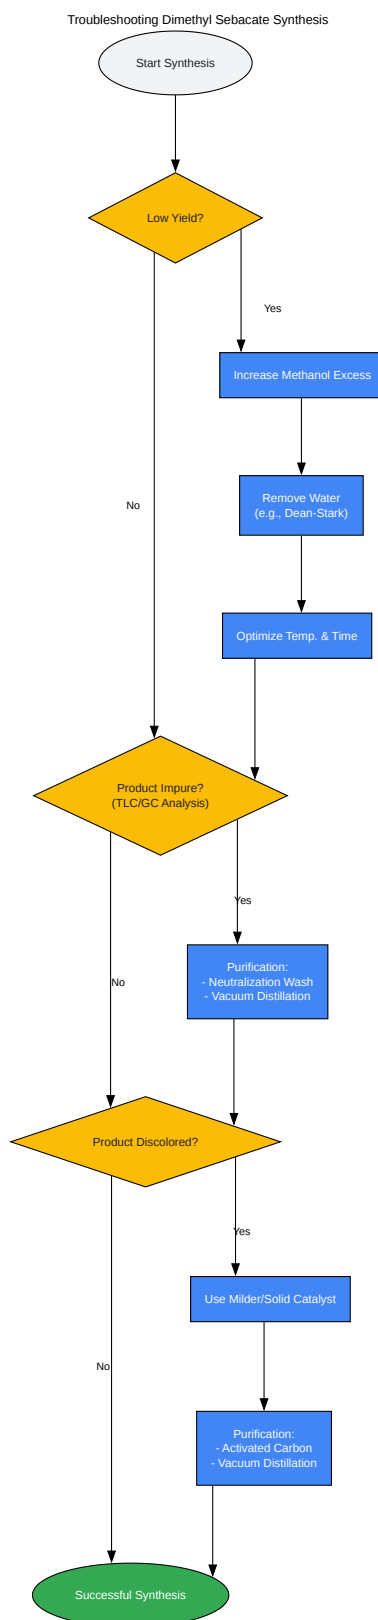 Troubleshooting Dimethyl Sebacate Synthesis
Start Synthesis
Low Yield?
Yes
Increase Methanol Excess
Remove Water
(e.g., Dean-Stark)
No
Optimize Temp. & Time
Product Impure?
(TLC/GC Analysis)
Yes
Purification:
- Neutralization Wash
- Vacuum Distillation
No
Product Discolored?
Yes
Use Milder/Solid Catalyst
No
Purification:
- Activated Carbon
- Vacuum Distillation
Successful Synthesis